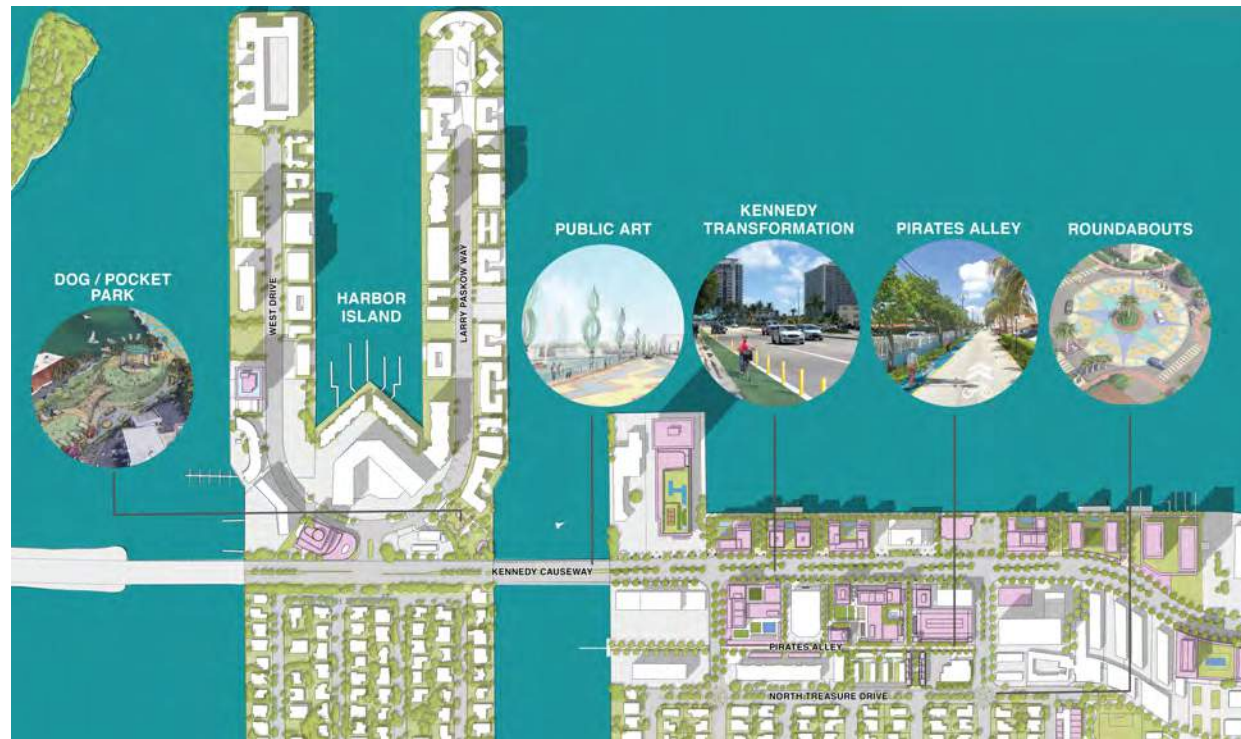 DOG / POCKET
PARK
WEST DRIVE
HARBOR
ISLAND
LARRY PASKOW WAY
PUBLIC ART
KENNEDY
TRANSFORMATION
PIRATES ALLEY
ROUNDABOUTS
KENNEDY CAUSEWAY
PIRATES ALLEY
NORTH TREASURE DRIVE